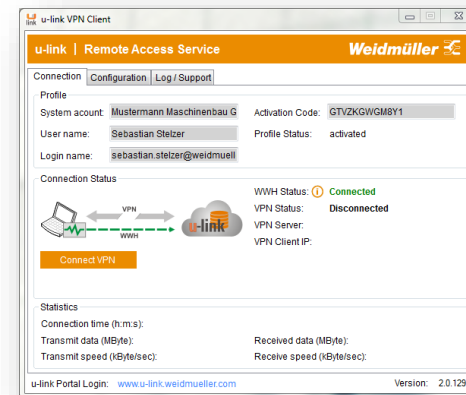 u-link VPN Client
u-link | Remote Access Service
Weidmüller
Connection Configuration Log / Support
Profile
System acount: Mustermann Maschinenbau G Activation Code: GTVZKGWGM8Y1
User name: Sebastian Stelzer Profile Status: activated
Login name: sebastian.stelzer@weidmuell
Connection Status
WWH Status: Connected
VPN Status: Disconnected
VPN Server:
VPN Client IP:
VPN
WWH
u-link
Connect VPN
Statistics
Connection time (h:m:s):
Transmit data (MByte): Received data (MByte):
Transmit speed (kByte/sec): Receive speed (kByte/sec):
u-link Portal Login: www.u-link.weidmueller.com Version: 2.0.129